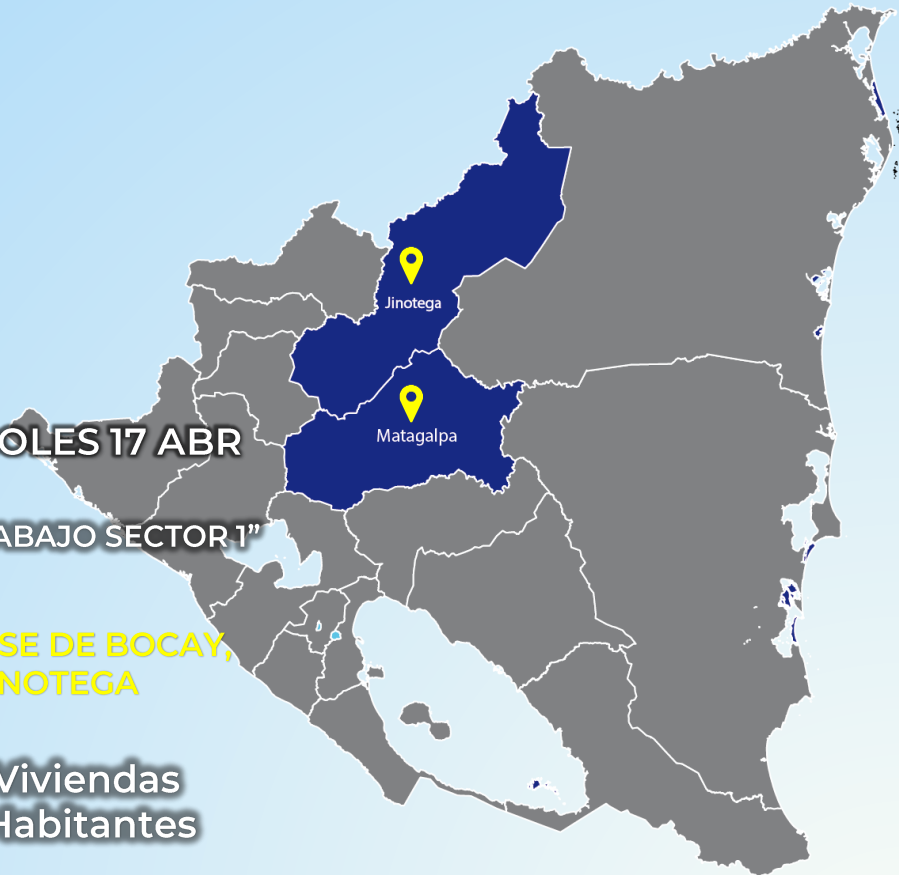 Jinotega
Matagalpa
OLES 17 ABR
ABAJO SECTOR 1”
SE DE BOCAY,
NOTEGA
Viviendas
Habitantes